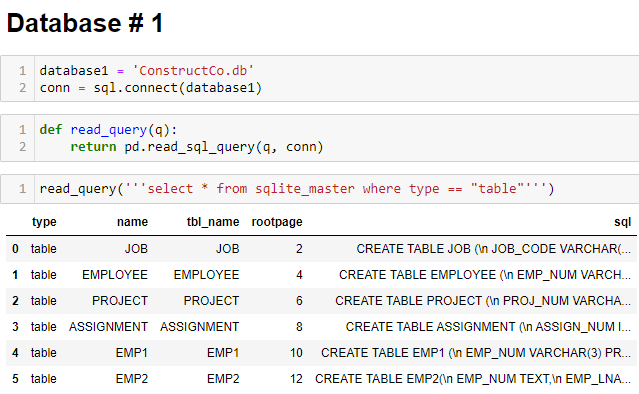 Database # 1
1 database1 = 'ConstructCo.db'
2 conn = sql.connect(database1)
1 def read_query(q):
2     return pd.read_sql_query(q, conn)
1 read_query('''select * from sqlite_master where type == "table"''')
type name tbl_name rootpage sql
0 table JOB JOB 2 CREATE TABLE JOB (\n JOB_CODE VARCHAR(...
1 table EMPLOYEE EMPLOYEE 4 CREATE TABLE EMPLOYEE (\n EMP_NUM VARCH...
2 table PROJECT PROJECT 6 CREATE TABLE PROJECT (\n PROJ_NUM VARCHA...
3 table ASSIGNMENT ASSIGNMENT 8 CREATE TABLE ASSIGNMENT (\n ASSIGN_NUM I...
4 table EMP1 EMP1 10 CREATE TABLE EMP1 (\n EMP_NUM VARCHAR(3) PR...
5 table EMP2 EMP2 12 CREATE TABLE EMP2(\n EMP_NUM TEXT,\n EMP_LNA...